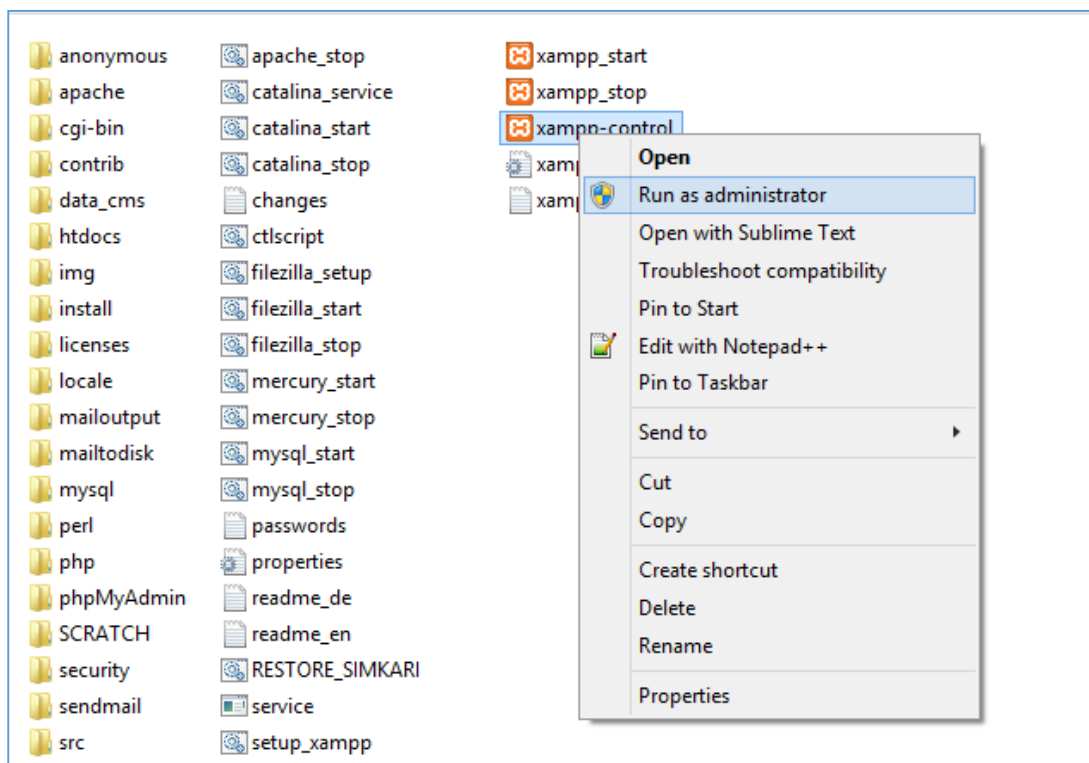 anonymous
apache
cgi-bin
contrib
data_cms
htdocs
img
install
licenses
locale
mailoutput
mailtodisk
mysql
perl
php
phpMyAdmin
SCRATCH
security
sendmail
src
apache_stop
catalina_service
catalina_start
catalina_stop
changes
ctlscript
filezilla_setup
filezilla_start
filezilla_stop
mercury_start
mercury_stop
mysql_start
mysql_stop
passwords
properties
readme_de
readme_en
RESTORE_SIMKARI
service
setup_xampp
xampp_start
xampp_stop
xampp-control
Open
Run as administrator
Open with Sublime Text
Troubleshoot compatibility
Pin to Start
Edit with Notepad++
Pin to Taskbar
Send to
Cut
Copy
Create shortcut
Delete
Rename
Properties